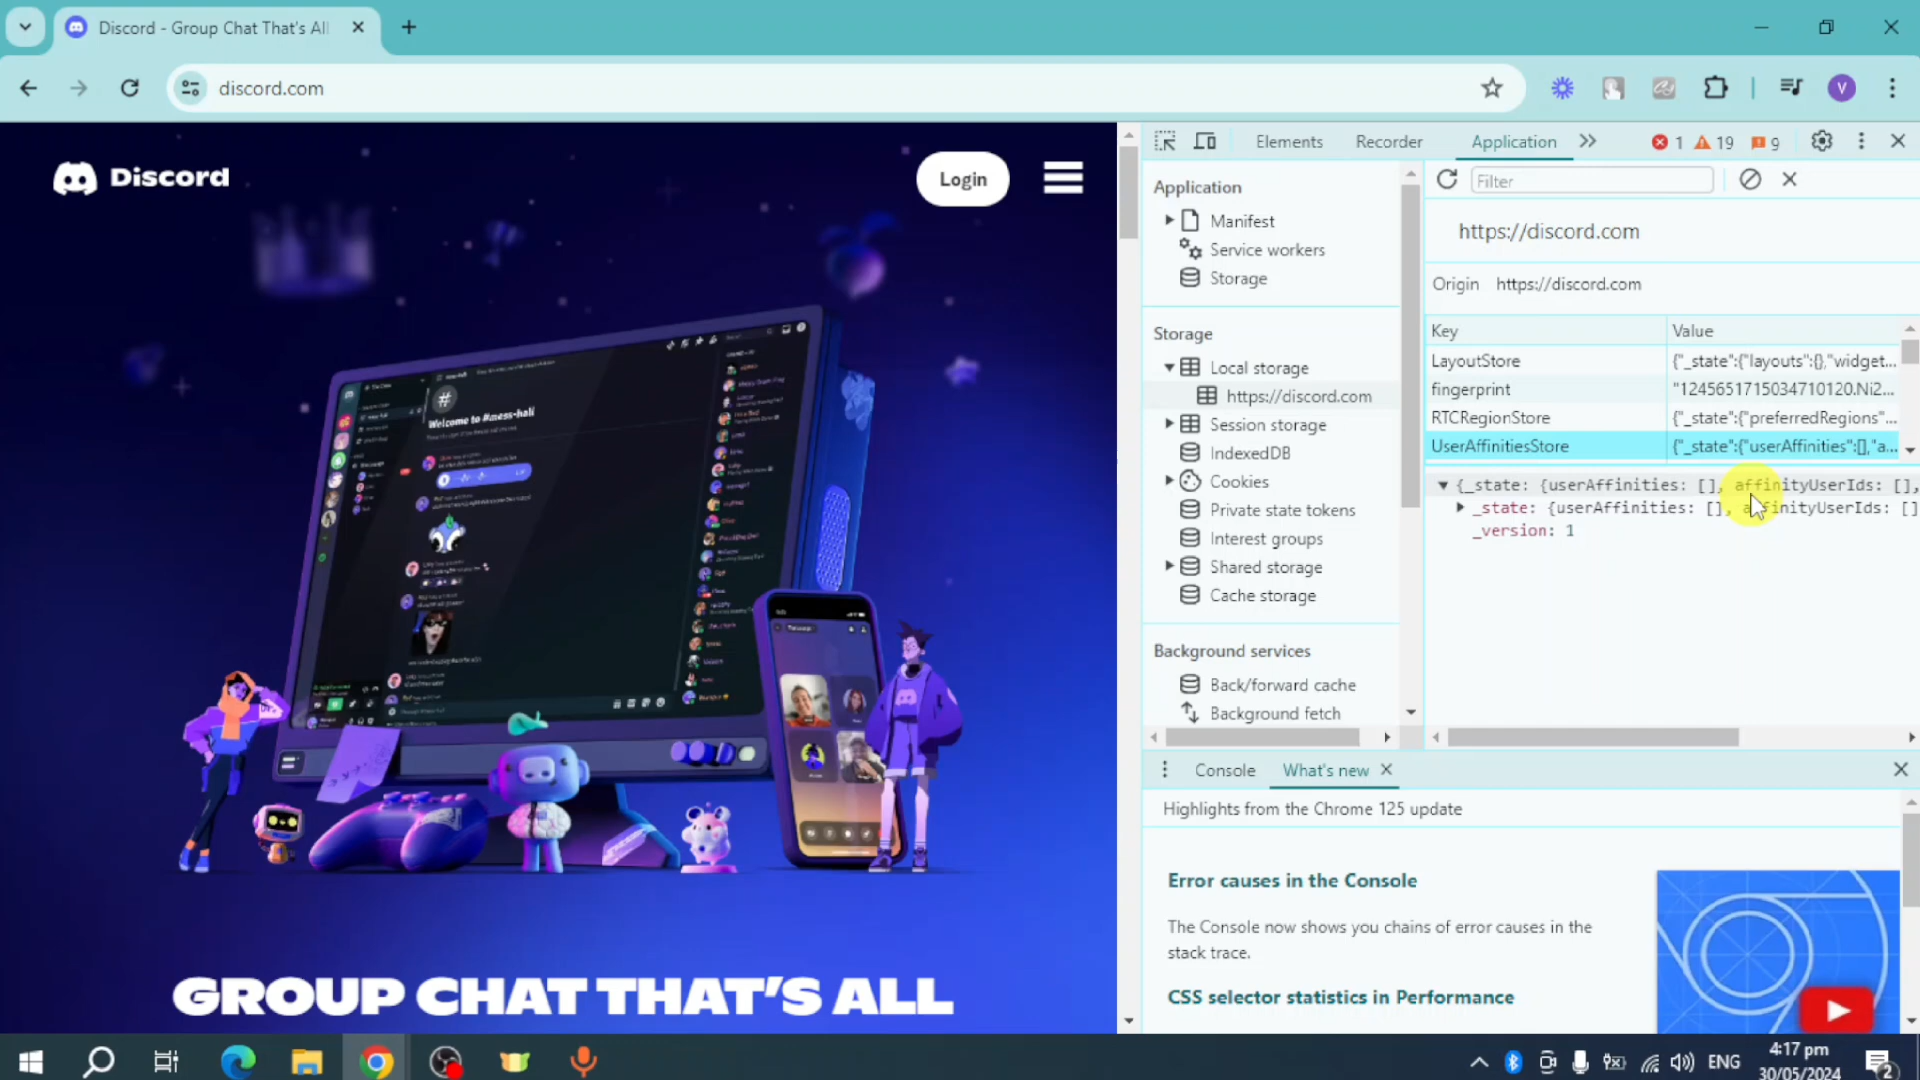 Discord - Group Chat That's All
discord.com
Discord
Login
Welcome to #mess-hall
GROUP CHAT THAT'S ALL
Elements
Recorder
Application
1
19
9
Application
Manifest
Service workers
Storage
Storage
Local storage
https://discord.com
Session storage
IndexedDB
Cookies
Private state tokens
Interest groups
Shared storage
Cache storage
Background services
Back/forward cache
Background fetch
Filter
https://discord.com
Origin https://discord.com
Key Value
LayoutStore {"_state":{"layouts":{},"widget...
fingerprint "1245651715034710120.Ni2...
RTCRegionStore {"_state":{"preferredRegions"...
UserAffinitiesStore {"_state":{"userAffinities":[],"a...
{_state: {userAffinities: [], affinityUserIds: [],
_state: {userAffinities: [], affinityUserIds: []
_version: 1
Console
What's new
Highlights from the Chrome 125 update
Error causes in the Console
The Console now shows you chains of error causes in the
stack trace.
CSS selector statistics in Performance
V
ENG
4:17 pm
30/05/2024
2